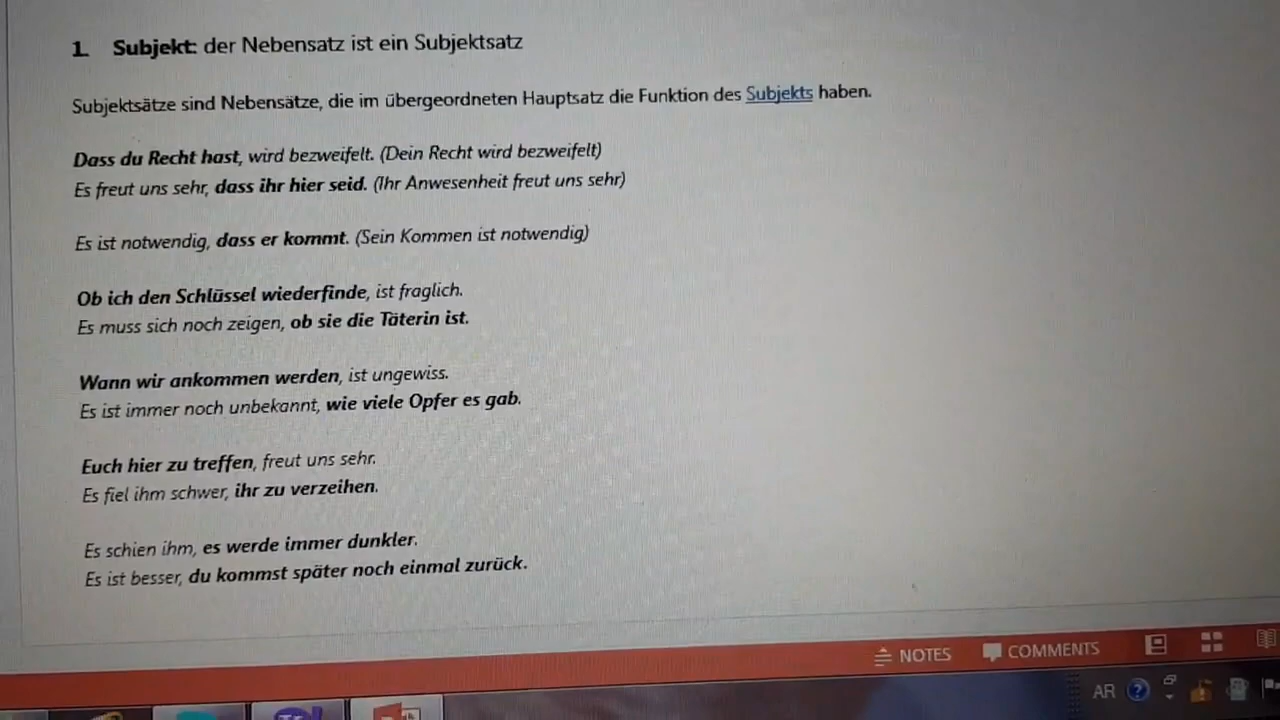 1. Subjekt: der Nebensatz ist ein Subjektsatz
Subjektsätze sind Nebensätze, die im übergeordneten Hauptsatz die Funktion des Subjekts haben.
Dass du Recht hast, wird bezweifelt. (Dein Recht wird bezweifelt)
Es freut uns sehr, dass ihr hier seid. (Ihr Anwesenheit freut uns sehr)
Es ist notwendig, dass er kommt. (Sein Kommen ist notwendig)
Ob ich den Schlüssel wiederfinde, ist fraglich.
Es muss sich noch zeigen, ob sie die Täterin ist.
Wann wir ankommen werden, ist ungewiss.
Es ist immer noch unbekannt, wie viele Opfer es gab.
Euch hier zu treffen, freut uns sehr.
Es fiel ihm schwer, ihr zu verzeihen.
Es schien ihm, es werde immer dunkler.
Es ist besser, du kommst später noch einmal zurück.
NOTES COMMENTS
AR